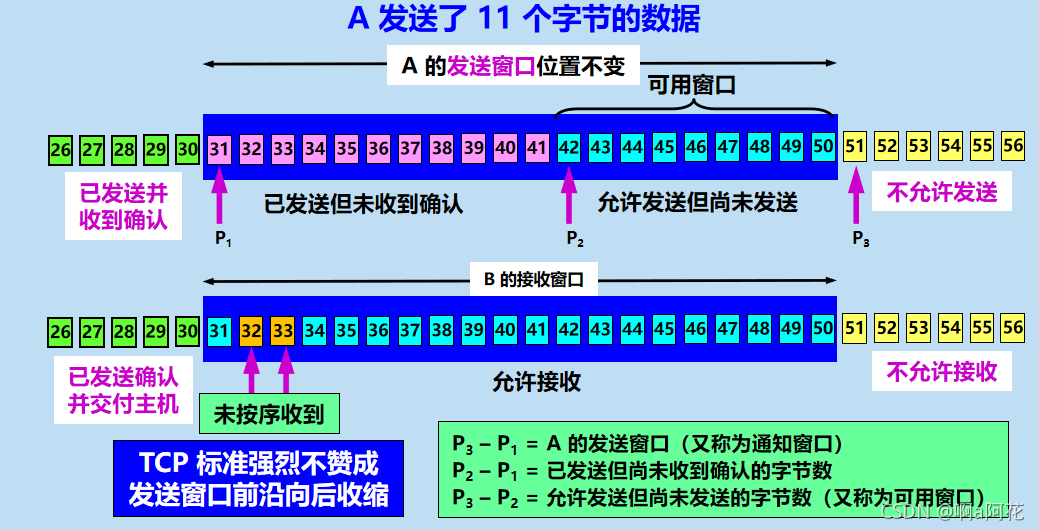 A 发送了 11 个字节的数据
A 的发送窗口位置不变
可用窗口
26 27 28 29 30 31 32 33 34 35 36 37 38 39 40 41 42 43 44 45 46 47 48 49 50 51 52 53 54 55 56
已发送并
收到确认
已发送但未收到确认
允许发送但尚未发送
不允许发送
P1 P2 P3
B 的接收窗口
26 27 28 29 30 31 32 33 34 35 36 37 38 39 40 41 42 43 44 45 46 47 48 49 50 51 52 53 54 55 56
已发送确认
并交付主机
允许接收
不允许接收
未按序收到
TCP 标准强烈不赞成
发送窗口前沿向后收缩
P3 – P1 = A 的发送窗口（又称为通知窗口）
P2 – P1 = 已发送但尚未收到确认的字节数
P3 – P2 = 允许发送但尚未发送的字节数（又称为可用窗口）
CSDN @啊a阿花